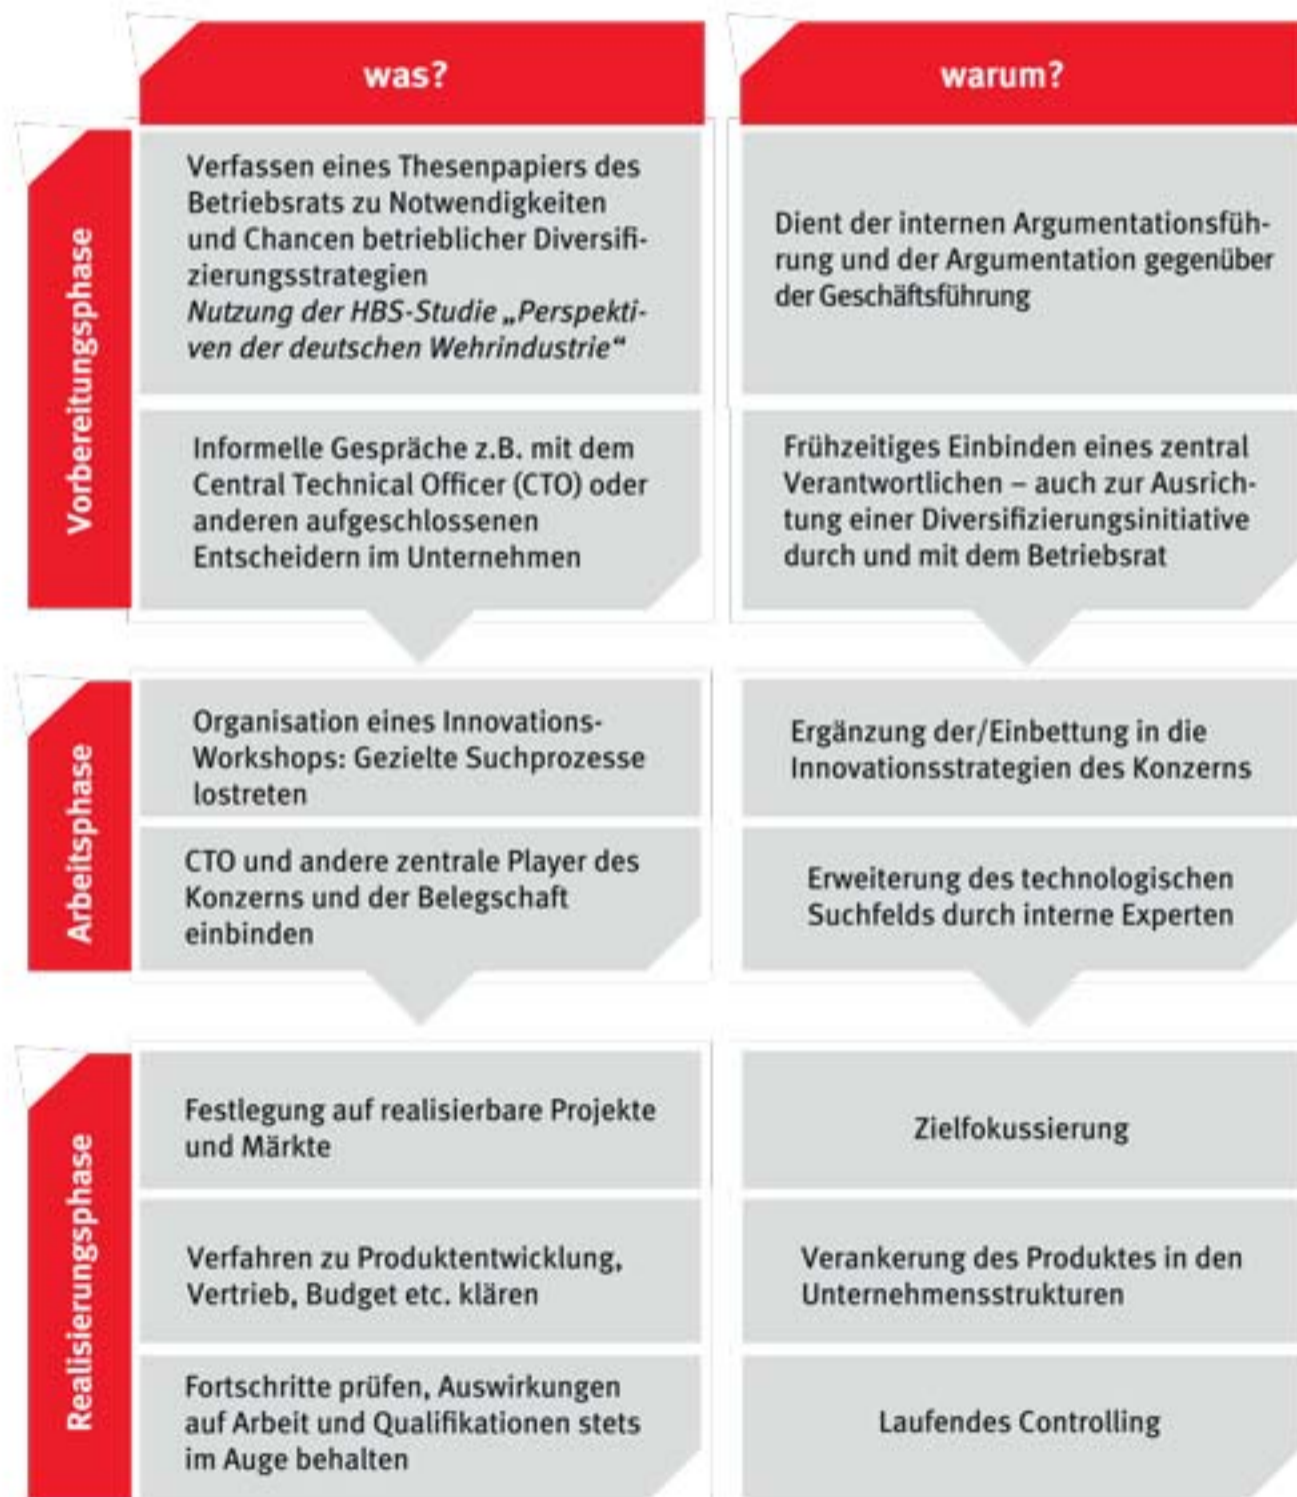 was?
warum?
Vorbereitungsphase
Verfassen eines Thesenpapiers des
Betriebsrats zu Notwendigkeiten
und Chancen betrieblicher Diversifi-
zierungsstrategien
Nutzung der HBS-Studie „Perspekti-
ven der deutschen Wehrindustrie“
Dient der internen Argumentationsfüh-
rung und der Argumentation gegenüber
der Geschäftsführung
Informelle Gespräche z.B. mit dem
Central Technical Officer (CTO) oder
anderen aufgeschlossenen
Entscheidern im Unternehmen
Frühzeitiges Einbinden eines zentral
Verantwortlichen – auch zur Ausrich-
tung einer Diversifizierungsinitiative
durch und mit dem Betriebsrat
Arbeitsphase
Organisation eines Innovations-
Workshops: Gezielte Suchprozesse
lostreten
Ergänzung der/Einbettung in die
Innovationsstrategien des Konzerns
CTO und andere zentrale Player des
Konzerns und der Belegschaft
einbinden
Erweiterung des technologischen
Suchfelds durch interne Experten
Realisierungsphase
Festlegung auf realisierbare Projekte
und Märkte
Zielfokussierung
Verfahren zu Produktentwicklung,
Vertrieb, Budget etc. klären
Verankerung des Produktes in den
Unternehmensstrukturen
Fortschritte prüfen, Auswirkungen
auf Arbeit und Qualifikationen stets
im Auge behalten
Laufendes Controlling